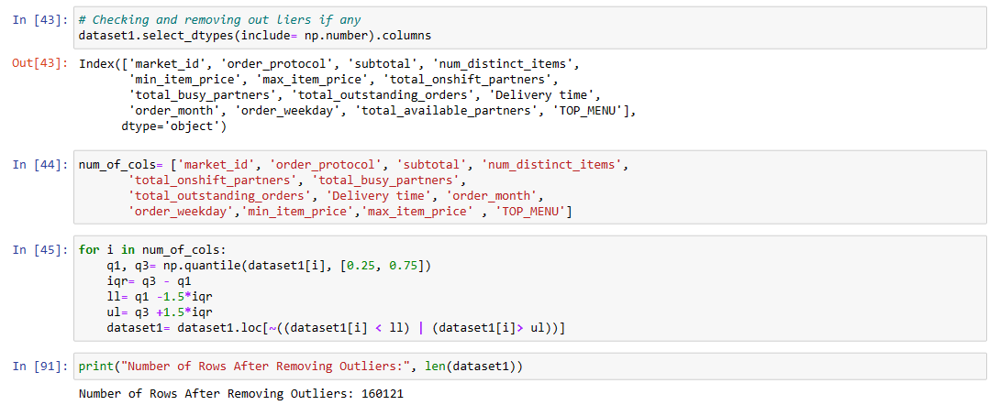 In [43]: # Checking and removing out liers if any
dataset1.select_dtypes(include= np.number).columns
Out[43]: Index(['market_id', 'order_protocol', 'subtotal', 'num_distinct_items',
'min_item_price', 'max_item_price', 'total_onshift_partners',
'total_busy_partners', 'total_outstanding_orders', 'Delivery time',
'order_month', 'order_weekday', 'total_available_partners', 'TOP_MENU'],
dtype='object')
In [44]: num_of_cols= ['market_id', 'order_protocol', 'subtotal', 'num_distinct_items',
'total_onshift_partners', 'total_busy_partners',
'total_outstanding_orders', 'Delivery time', 'order_month',
'order_weekday','min_item_price','max_item_price' , 'TOP_MENU']
In [45]: for i in num_of_cols:
q1, q3= np.quantile(dataset1[i], [0.25, 0.75])
iqr= q3 - q1
ll= q1 -1.5*iqr
ul= q3 +1.5*iqr
dataset1= dataset1.loc[~((dataset1[i] < ll) | (dataset1[i]> ul))]
In [91]: print("Number of Rows After Removing Outliers:", len(dataset1))
Number of Rows After Removing Outliers: 160121